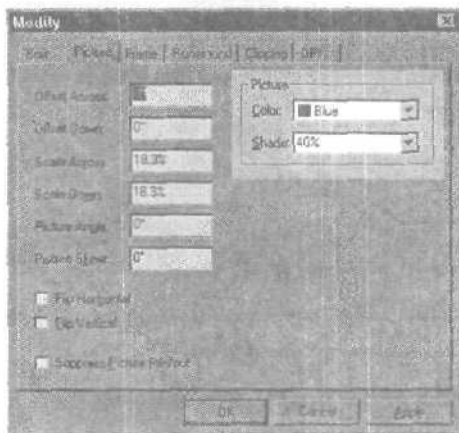 Modify
Box Picture Frame Runaround Clipping OPI
Offset Across:
Offset Down: 0"
Scale Across: 18.3%
Scale Down: 18.3%
Picture Angle: 0°
Picture Skew: 0°
Flip Horizontal
Flip Vertical
Suppress Picture Printout
Picture
Color: Blue
Shade: 40%
OK Cancel Apply